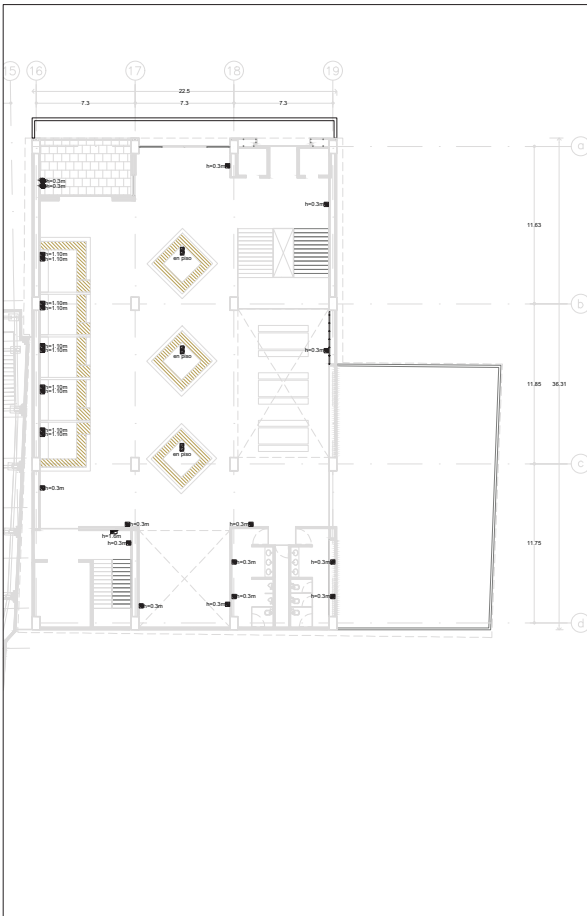 15 16 17 18 19
22.5
7.3 7.3 7.3
a
h=0.3m
h=0.3m
h=0.3m
h=0.3m
11.63
en piso
h=1.10m
h=1.10m
b
h=1.10m
h=1.10m
h=1.10m
h=1.10m
en piso
h=0.3m
11.85 36.31
h=1.10m
h=1.10m
h=1.10m
h=1.10m
en piso
c
h=0.3m
h=0.3m h=0.3m
h=1.6m
h=0.3m
11.75
h=0.3m h=0.3m
h=0.3m h=0.3m
h=0.3m h=0.3m
d